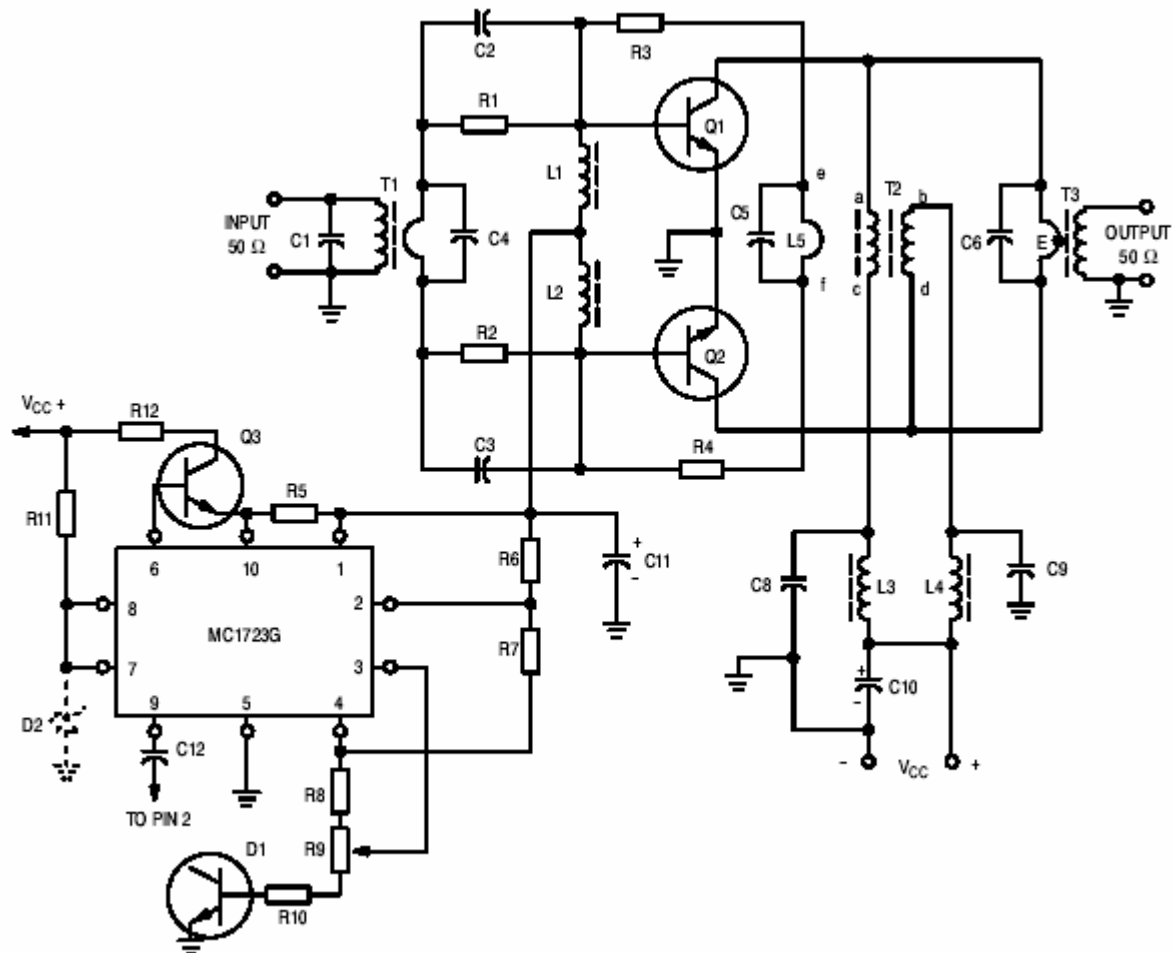 C2
R3
R1
Q1
L1
e
T1
a
T2
b
T3
INPUT
50 Ω
C1
C4
C5
L5
C6
E
OUTPUT
50 Ω
L2
f
c
d
R2
Q2
VCC +
R12
Q3
C3
R4
R5
R11
6
10
1
R6
C11
+
−
C8
L3
L4
C9
8
2
MC1723G
R7
7
3
+
C10
−
9
5
4
D2
C12
− VCC +
R8
TO PIN 2
D1
R9
R10